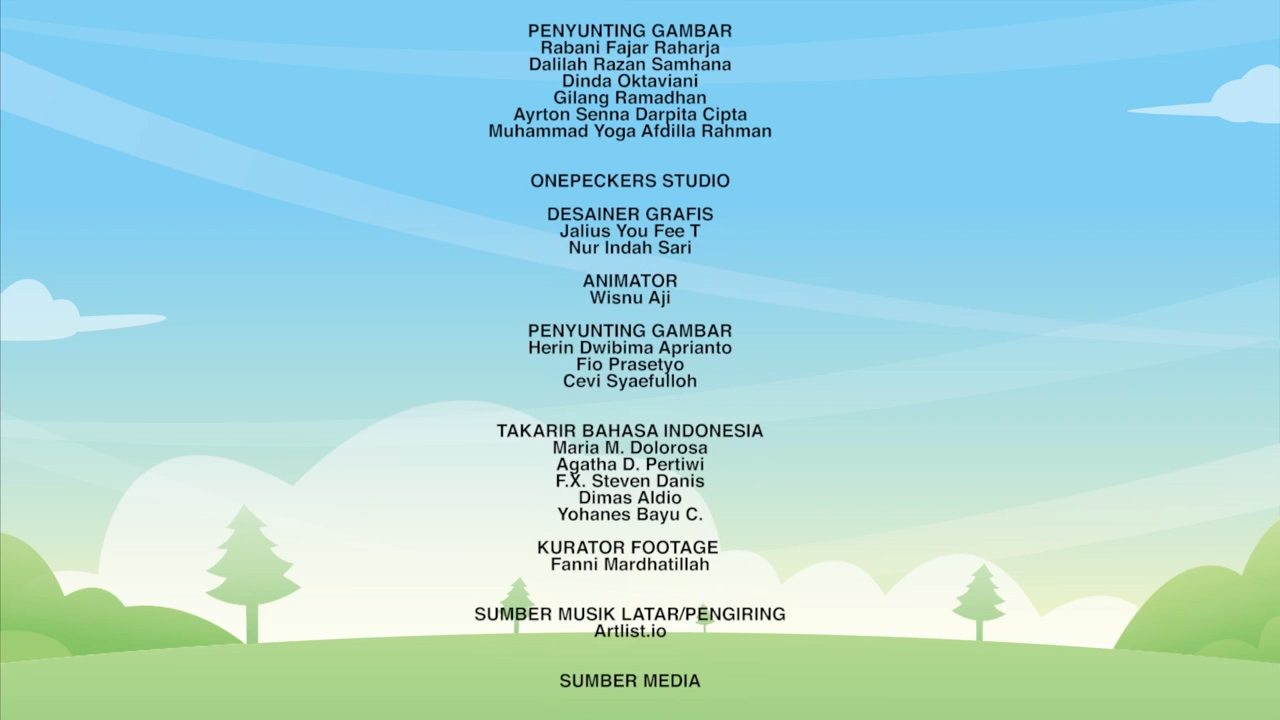 PENYUNTING GAMBAR
Rabani Fajar Raharja
Dalilah Razan Samhana
Dinda Oktaviani
Gilang Ramadhan
Ayrton Senna Darpita Cipta
Muhammad Yoga Afdilla Rahman
ONEPECKERS STUDIO
DESAINER GRAFIS
Jalius You Fee T
Nur Indah Sari
ANIMATOR
Wisnu Aji
PENYUNTING GAMBAR
Herin Dwibima Aprianto
Fio Prasetyo
Cevi Syaefulloh
TAKARIR BAHASA INDONESIA
Maria M. Dolorosa
Agatha D. Pertiwi
F.X. Steven Danis
Dimas Aldio
Yohanes Bayu C.
KURATOR FOOTAGE
Fanni Mardhatillah
SUMBER MUSIK LATAR/PENGIRING
Artlist.io
SUMBER MEDIA